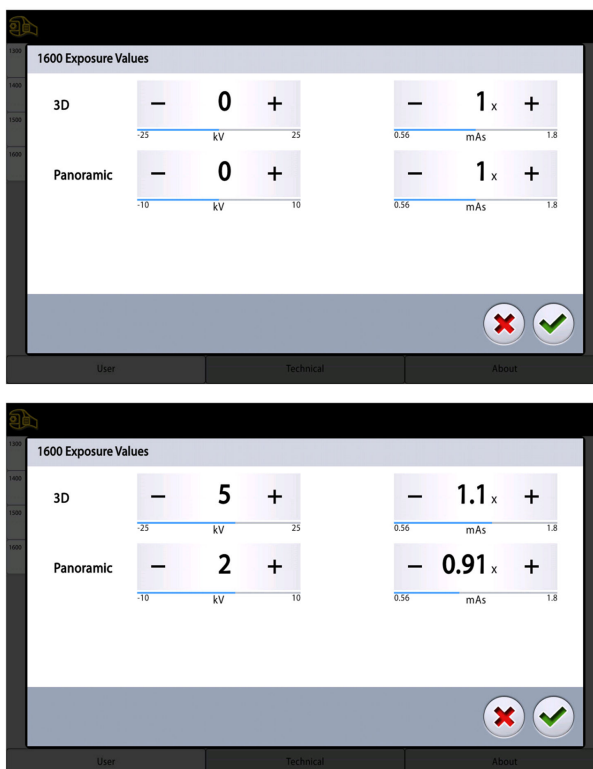 1300
1600 Exposure Values
1400
3D
− 0 +
− 1 x +
1500
-25 kV 25
0.56 mAs 1.8
1600
Panoramic
− 0 +
− 1 x +
-10 kV 10
0.56 mAs 1.8
User Technical About
1300
1600 Exposure Values
1400
3D
− 5 +
− 1.1 x +
1500
-25 kV 25
0.56 mAs 1.8
1600
Panoramic
− 2 +
− 0.91 x +
-10 kV 10
0.56 mAs 1.8
User Technical About